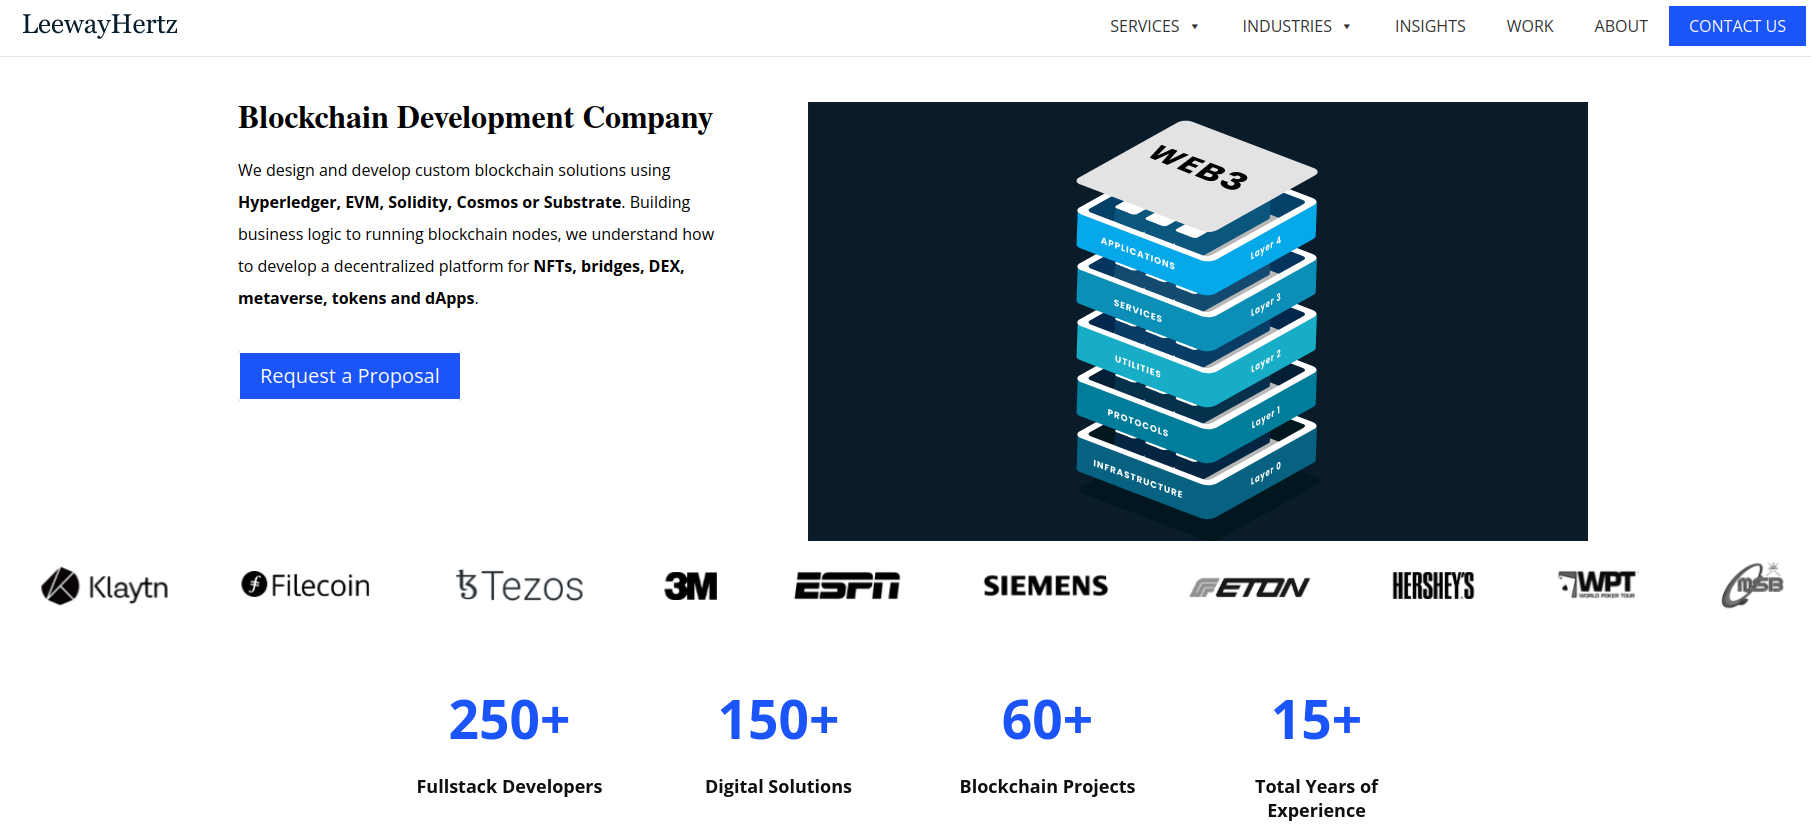 LeewayHertz
SERVICES
INDUSTRIES
INSIGHTS
WORK
ABOUT
CONTACT US
Blockchain Development Company
We design and develop custom blockchain solutions using
Hyperledger, EVM, Solidity, Cosmos or Substrate. Building
business logic to running blockchain nodes, we understand how
to develop a decentralized platform for NFTs, bridges, DEX,
metaverse, tokens and dApps.
Request a Proposal
WEB3
APPLICATIONS Layer 4
SERVICES Layer 3
UTILITIES Layer 2
PROTOCOLS Layer 1
INFRASTRUCTURE Layer 0
Klaytn
Filecoin
Tezos
3M
ESPN
SIEMENS
ETON
HERSHEY'S
WPT
WORLD POKER TOUR
MSB
250+
Fullstack Developers
150+
Digital Solutions
60+
Blockchain Projects
15+
Total Years of
Experience